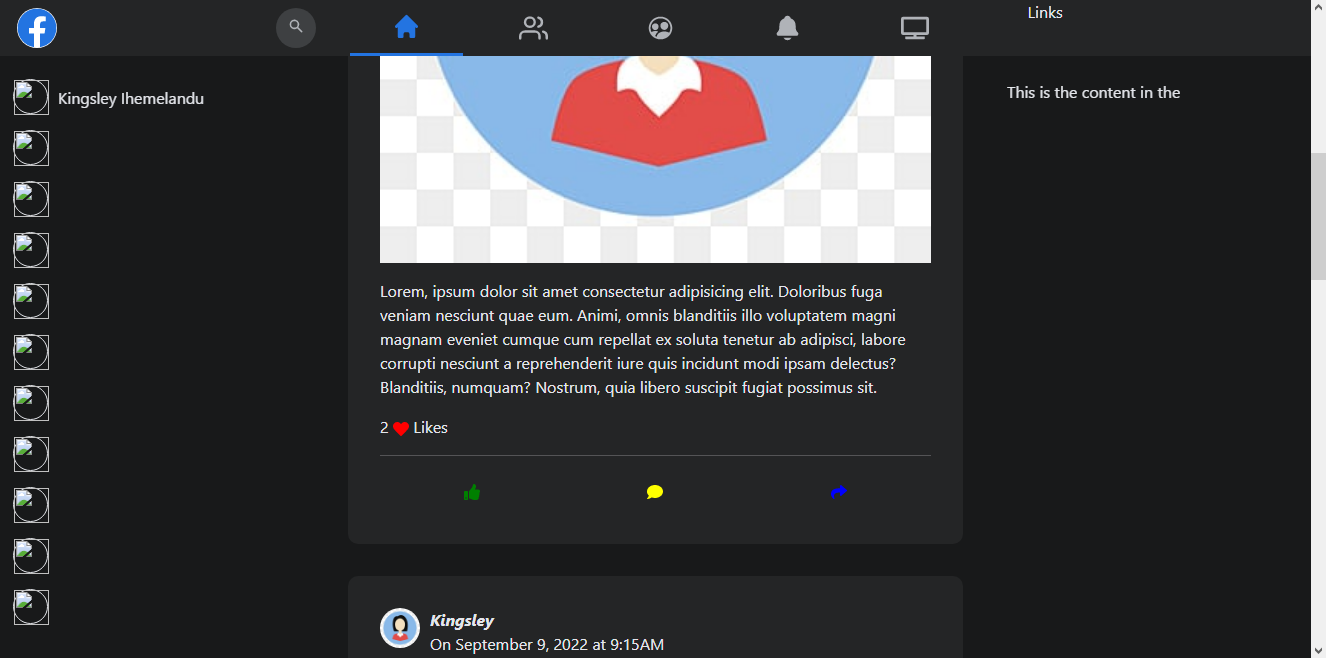 Links
Kingsley Ihemelandu
This is the content in the
Lorem, ipsum dolor sit amet consectetur adipisicing elit. Doloribus fuga
veniam nesciunt quae eum. Animi, omnis blanditiis illo voluptatem magni
magnam eveniet cumque cum repellat ex soluta tenetur ab adipisci, labore
corrupti nesciunt a reprehenderit iure quis incidunt modi ipsam delectus?
Blanditiis, numquam? Nostrum, quia libero suscipit fugiat possimus sit.
2 Likes
Kingsley
On September 9, 2022 at 9:15AM